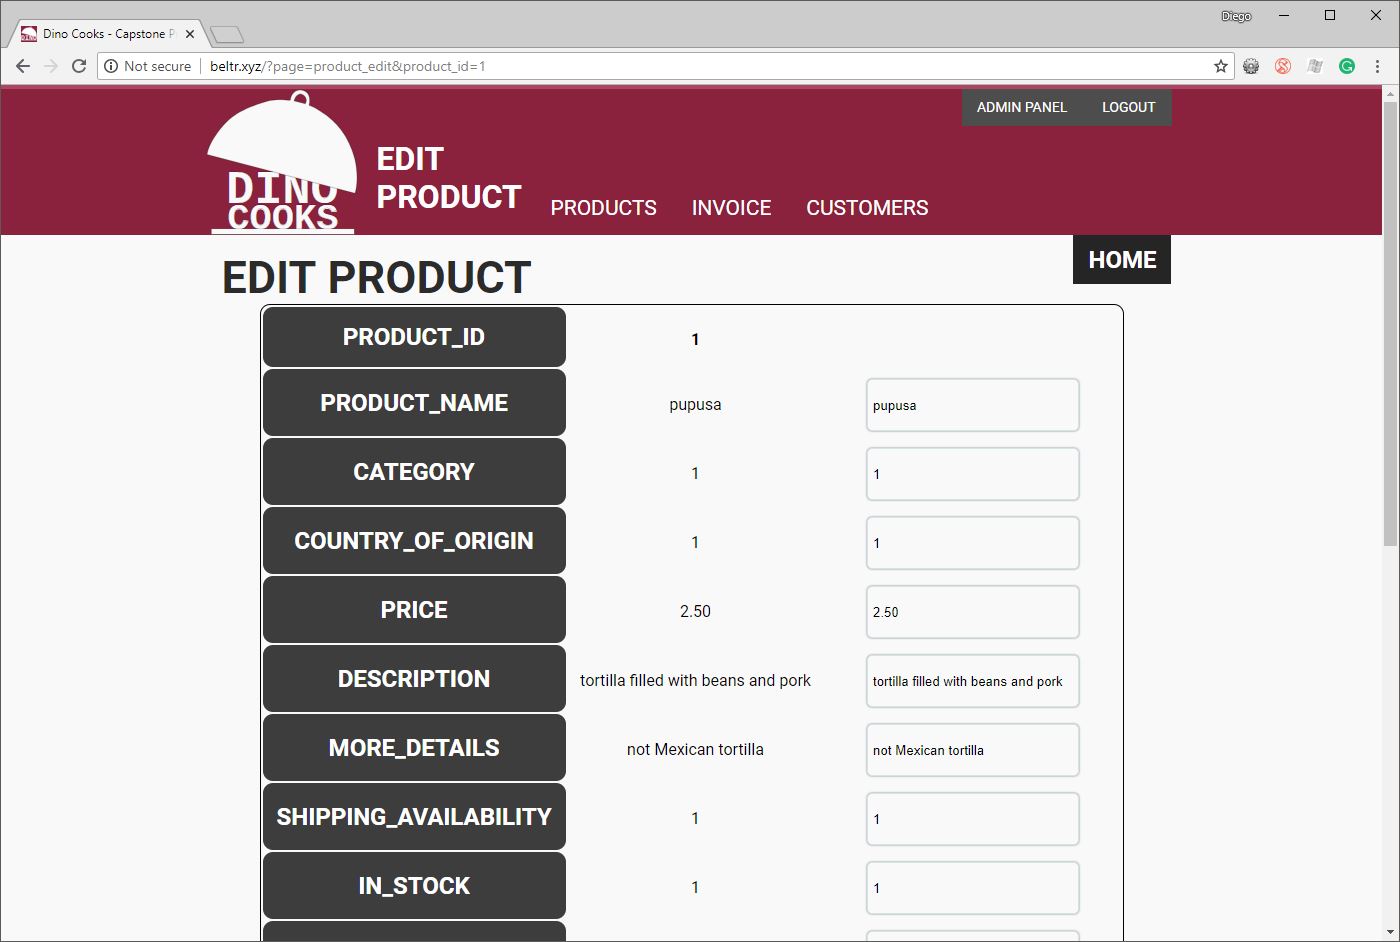 Diego
Dino Cooks - Capstone P
Not secure
beltr.xyz/?page=product_edit&product_id=1
ADMIN PANEL
LOGOUT
DINO
COOKS
EDIT
PRODUCT
PRODUCTS
INVOICE
CUSTOMERS
HOME
EDIT PRODUCT
PRODUCT_ID 1
PRODUCT_NAME pupusa pupusa
CATEGORY 1 1
COUNTRY_OF_ORIGIN 1 1
PRICE 2.50 2.50
DESCRIPTION tortilla filled with beans and pork tortilla filled with beans and pork
MORE_DETAILS not Mexican tortilla not Mexican tortilla
SHIPPING_AVAILABILITY 1 1
IN_STOCK 1 1